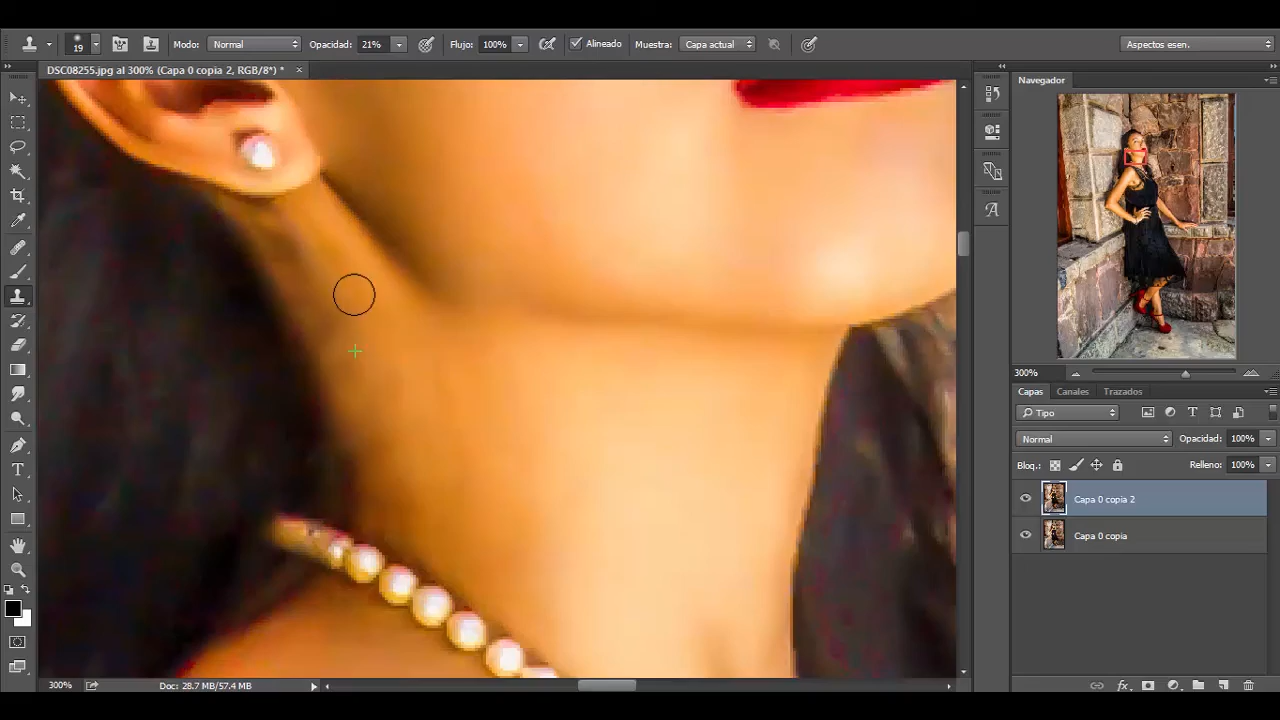 19 Modo: Normal Opacidad: 21% Flujo: 100% Alineado Muestra: Capa actual Aspectos esen.
DSC08255.jpg al 300% (Capa 0 copia 2, RGB/8*) * ×
Navegador
300%
Capas Canales Trazados
Tipo
Normal Opacidad: 100%
Bloq.: Relleno: 100%
Capa 0 copia 2
Capa 0 copia
300% Doc: 28.7 MB/57.4 MB